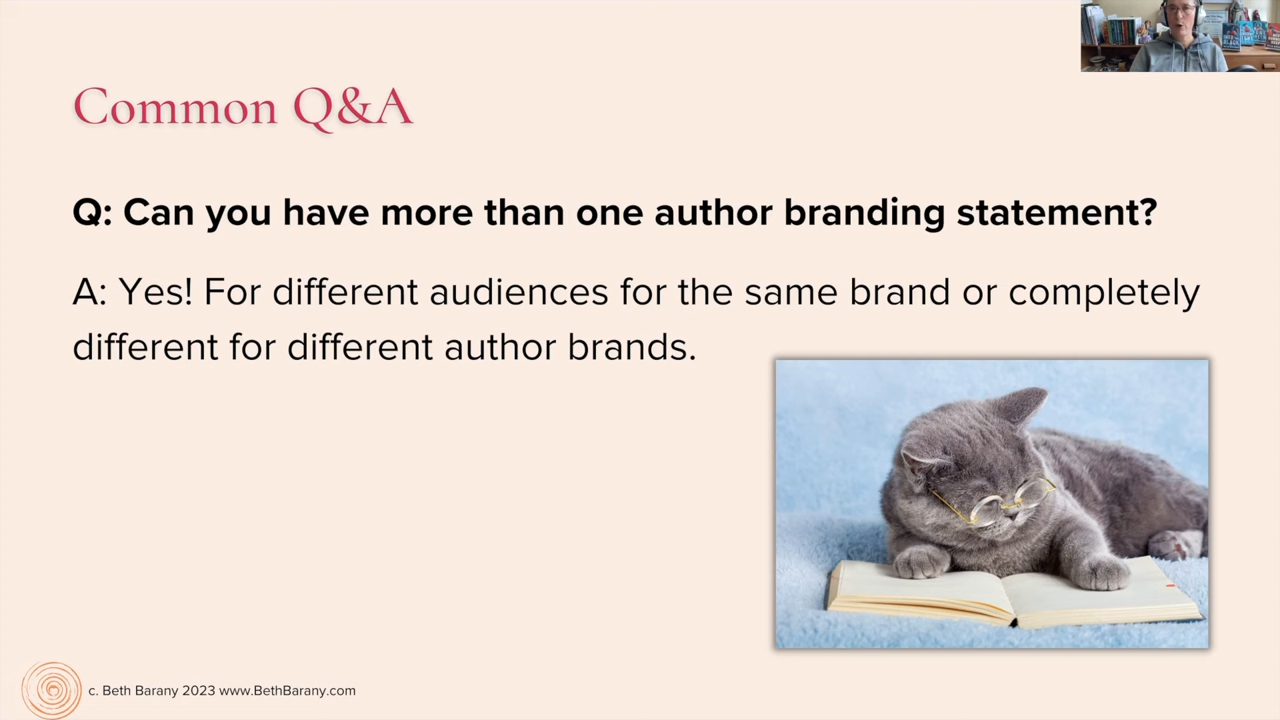 Common Q&A
Q: Can you have more than one author branding statement?
A: Yes! For different audiences for the same brand or completely
different for different author brands.
c. Beth Barany 2023 www.BethBarany.com